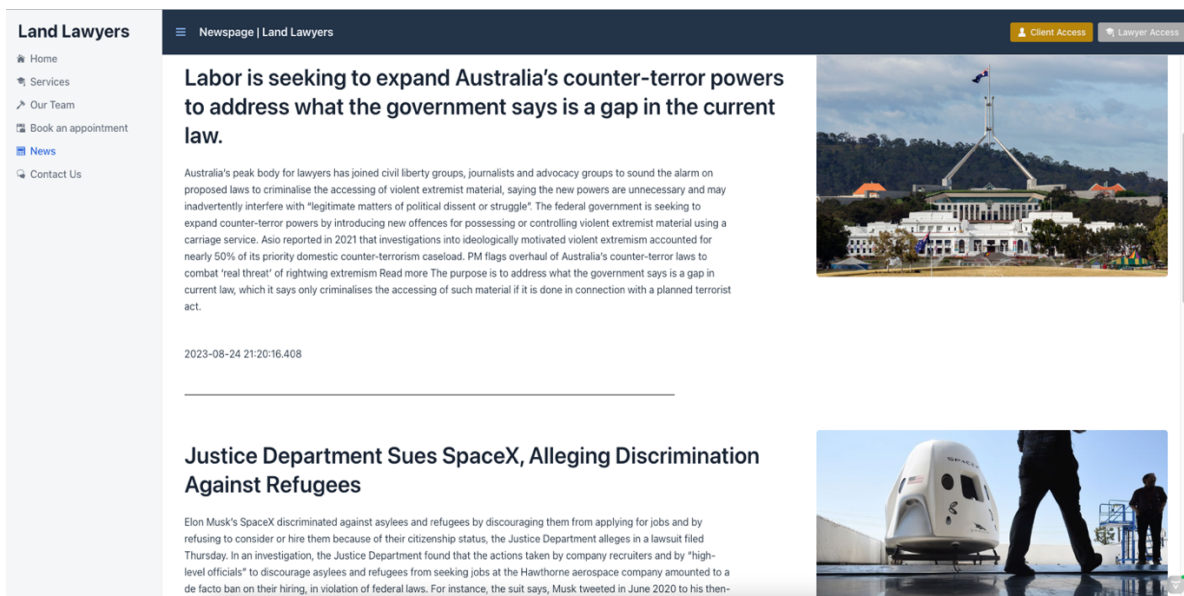 Land Lawyers
Newspage | Land Lawyers
Client Access
Lawyer Access
Home
Services
Our Team
Book an appointment
News
Contact Us
Labor is seeking to expand Australia’s counter-terror powers
to address what the government says is a gap in the current
law.
Australia’s peak body for lawyers has joined civil liberty groups, journalists and advocacy groups to sound the alarm on
proposed laws to criminalise the accessing of violent extremist material, saying the new powers are unnecessary and may
inadvertently interfere with “legitimate matters of political dissent or struggle”. The federal government is seeking to
expand counter-terror powers by introducing new offences for possessing or controlling violent extremist material using a
carriage service. Asio reported in 2021 that investigations into ideologically motivated violent extremism accounted for
nearly 50% of its priority domestic counter-terrorism caseload. PM flags overhaul of Australia’s counter-terror laws to
combat ‘real threat’ of rightwing extremism Read more The purpose is to address what the government says is a gap in
current law, which it says only criminalises the accessing of such material if it is done in connection with a planned terrorist
act.
2023-08-24 21:20:16.408
Justice Department Sues SpaceX, Alleging Discrimination
Against Refugees
Elon Musk’s SpaceX discriminated against asylees and refugees by discouraging them from applying for jobs and by
refusing to consider or hire them because of their citizenship status, the Justice Department alleges in a lawsuit filed
Thursday. In an investigation, the Justice Department found that the actions taken by company recruiters and by “high-
level officials” to discourage asylees and refugees from seeking jobs at the Hawthorne aerospace company amounted to a
de facto ban on their hiring, in violation of federal laws. For instance, the suit says, Musk tweeted in June 2020 to his then-
SPACEX